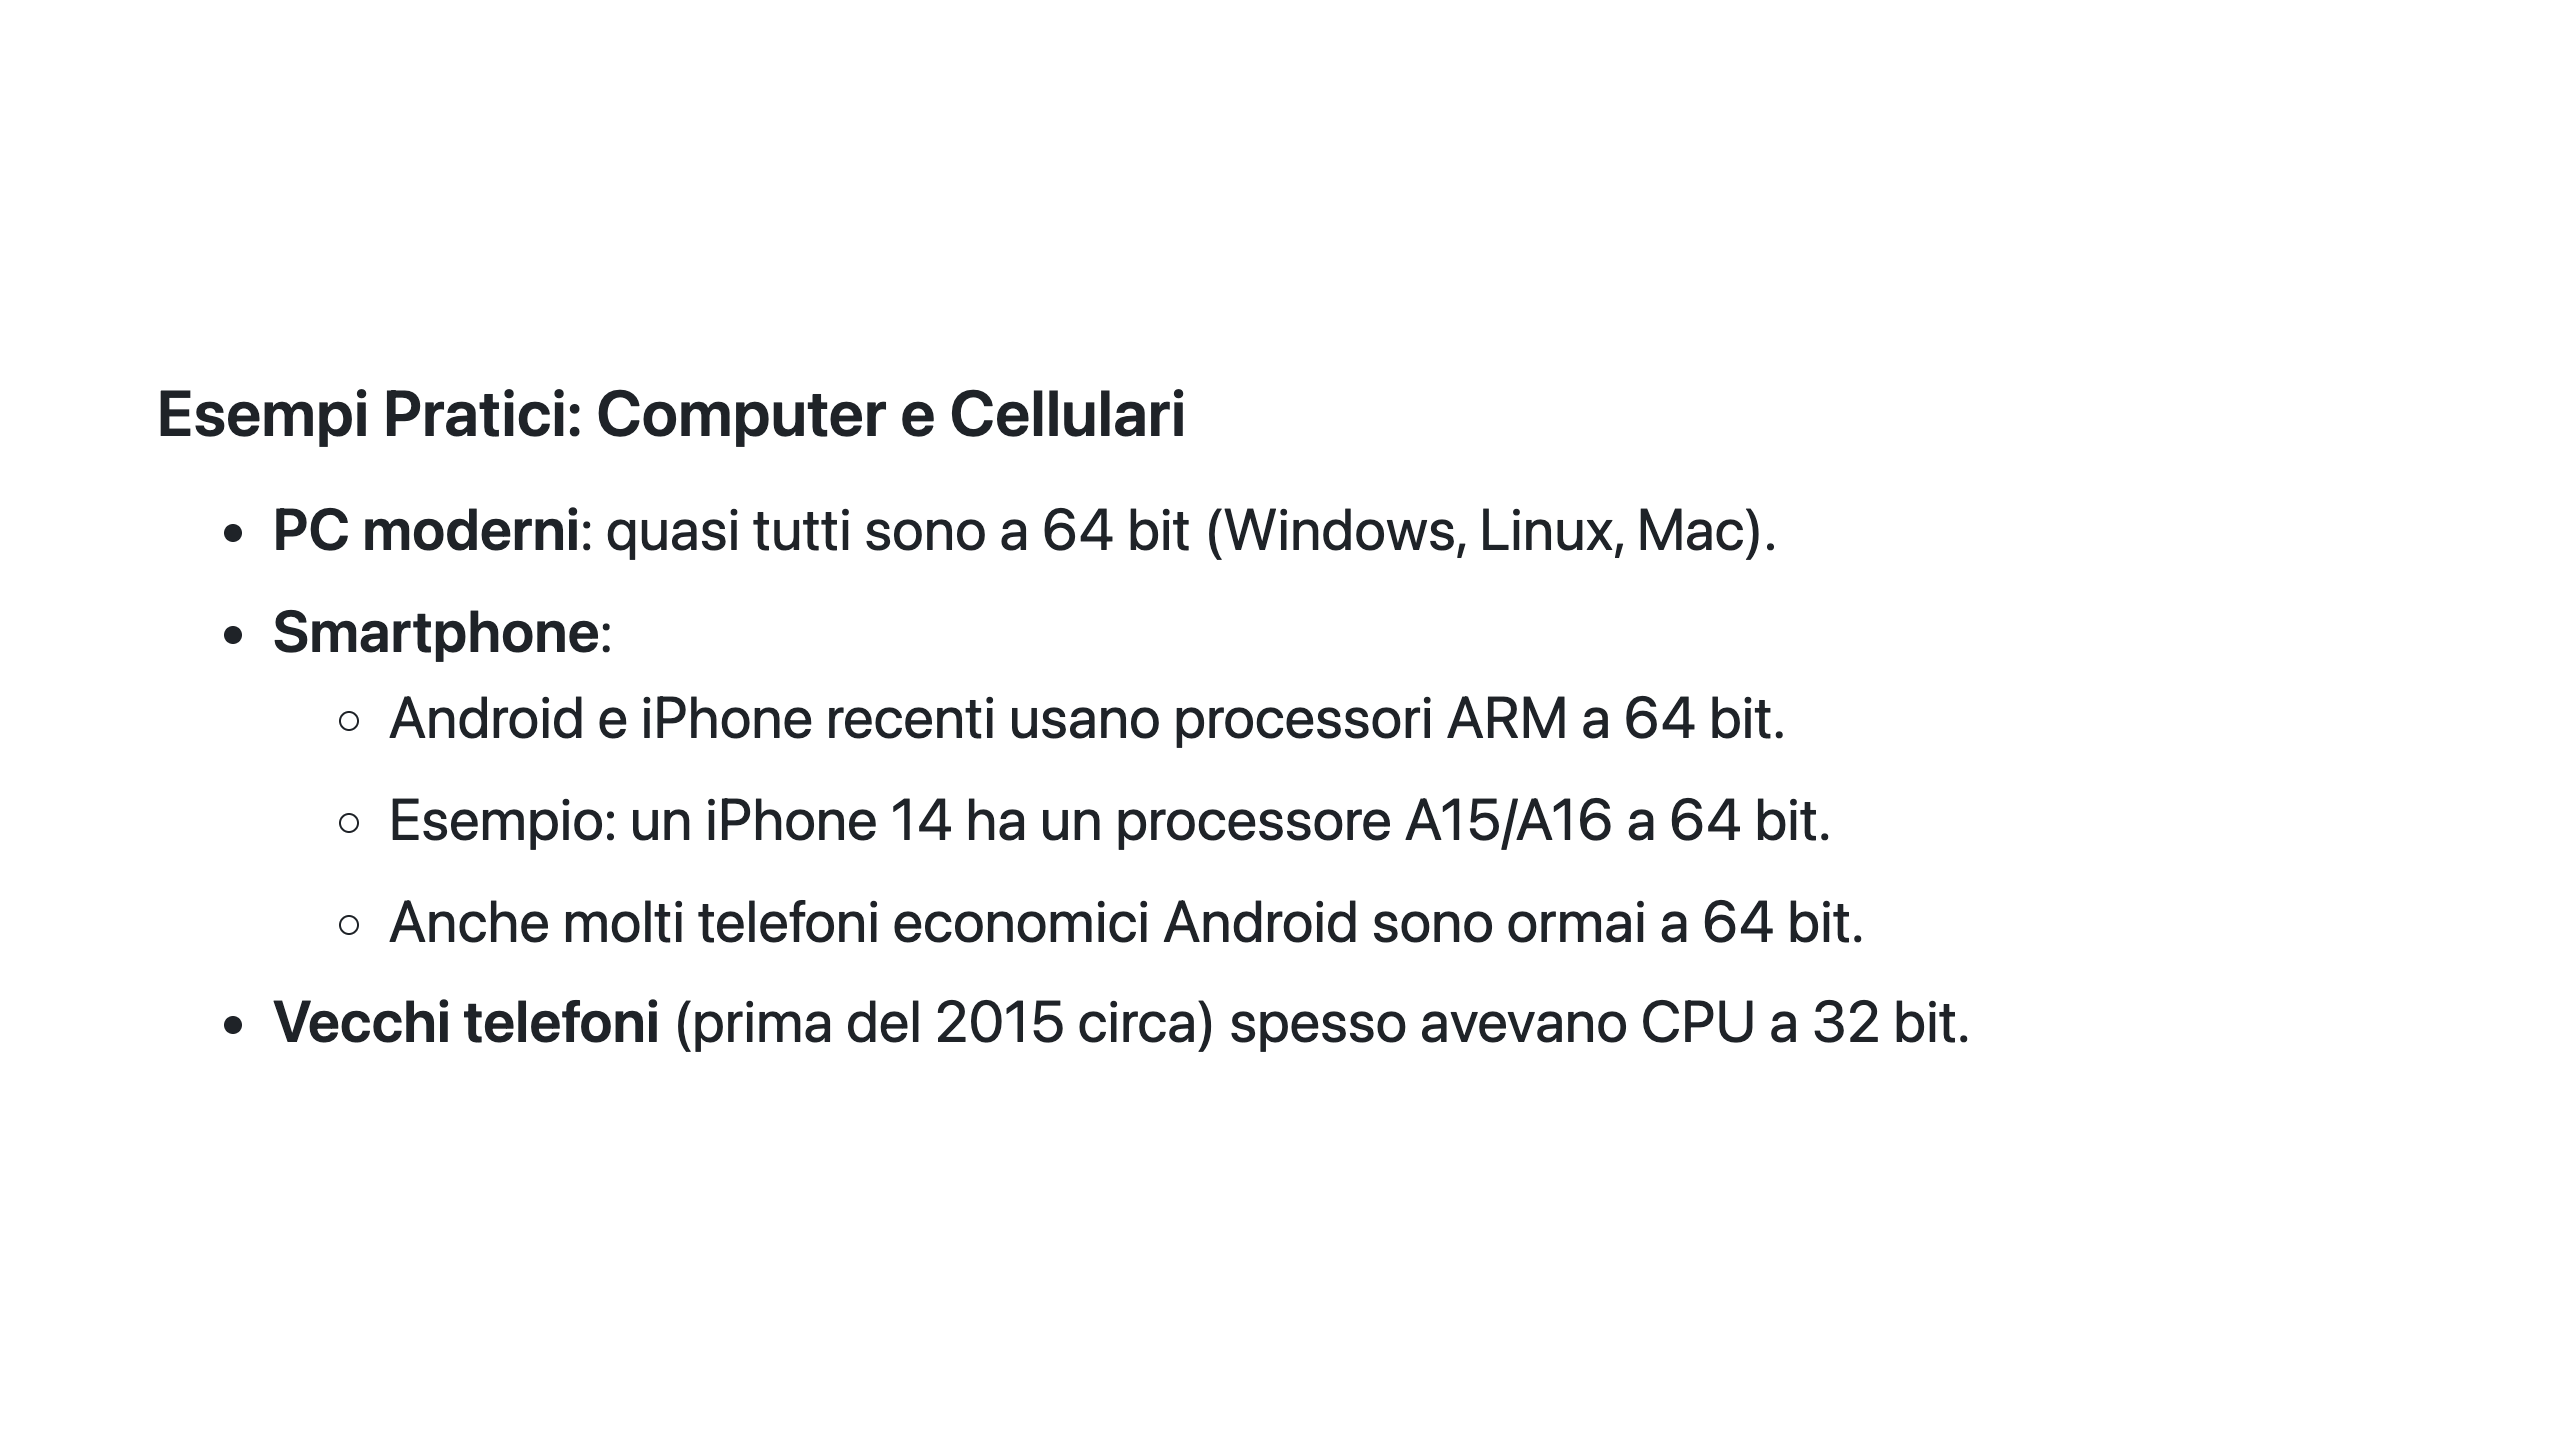 Esempi Pratici: Computer e Cellulari
• PC moderni: quasi tutti sono a 64 bit (Windows, Linux, Mac).
• Smartphone:
◦ Android e iPhone recenti usano processori ARM a 64 bit.
◦ Esempio: un iPhone 14 ha un processore A15/A16 a 64 bit.
◦ Anche molti telefoni economici Android sono ormai a 64 bit.
• Vecchi telefoni (prima del 2015 circa) spesso avevano CPU a 32 bit.